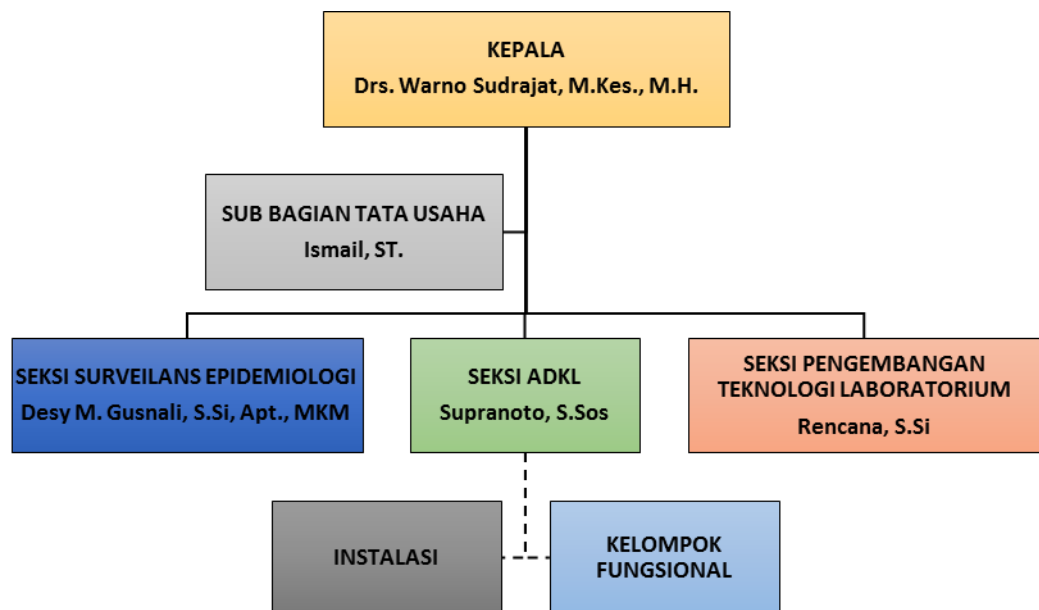 KEPALA
Drs. Warno Sudrajat, M.Kes., M.H.
SUB BAGIAN TATA USAHA
Ismail, ST.
SEKSI SURVEILANS EPIDEMIOLOGI
Desy M. Gusnali, S.Si, Apt., MKM
SEKSI ADKL
Supranoto, S.Sos
SEKSI PENGEMBANGAN
TEKNOLOGI LABORATORIUM
Rencana, S.Si
INSTALASI
KELOMPOK
FUNGSIONAL